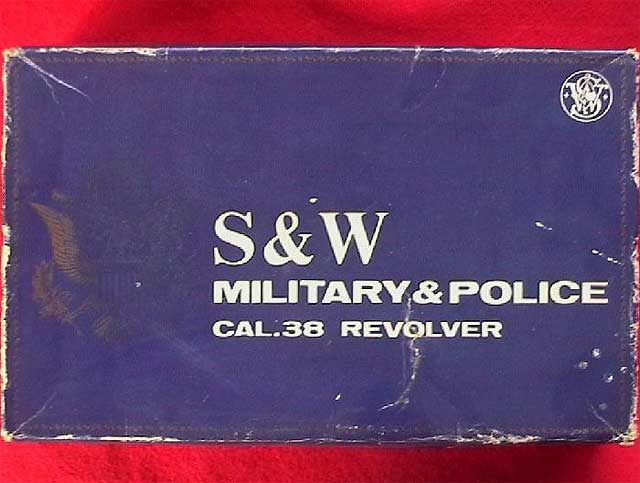 S&W
MILITARY & POLICE
CAL.38 REVOLVER